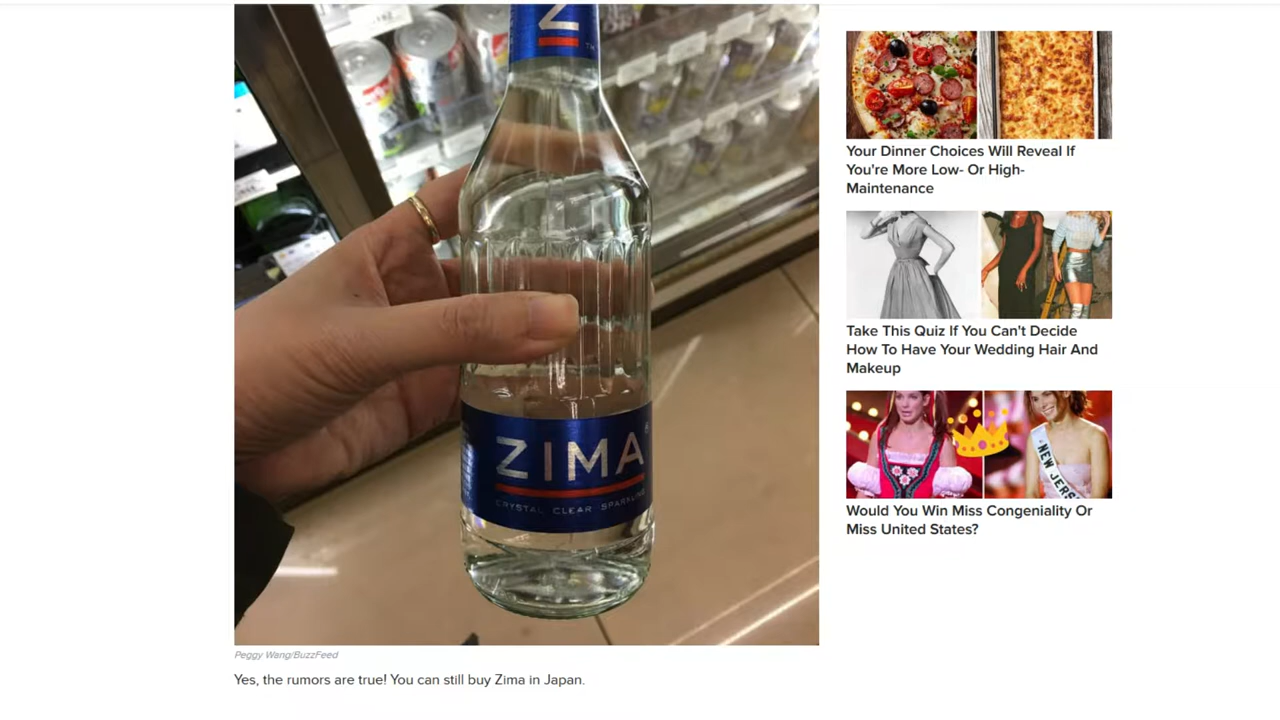 Z
TM
ZIMA
CRYSTAL CLEAR SPARKLING
Peggy Wang/BuzzFeed
Yes, the rumors are true! You can still buy Zima in Japan.
Your Dinner Choices Will Reveal If
You're More Low- Or High-
Maintenance
Take This Quiz If You Can't Decide
How To Have Your Wedding Hair And
Makeup
NEW JERS
Would You Win Miss Congeniality Or
Miss United States?